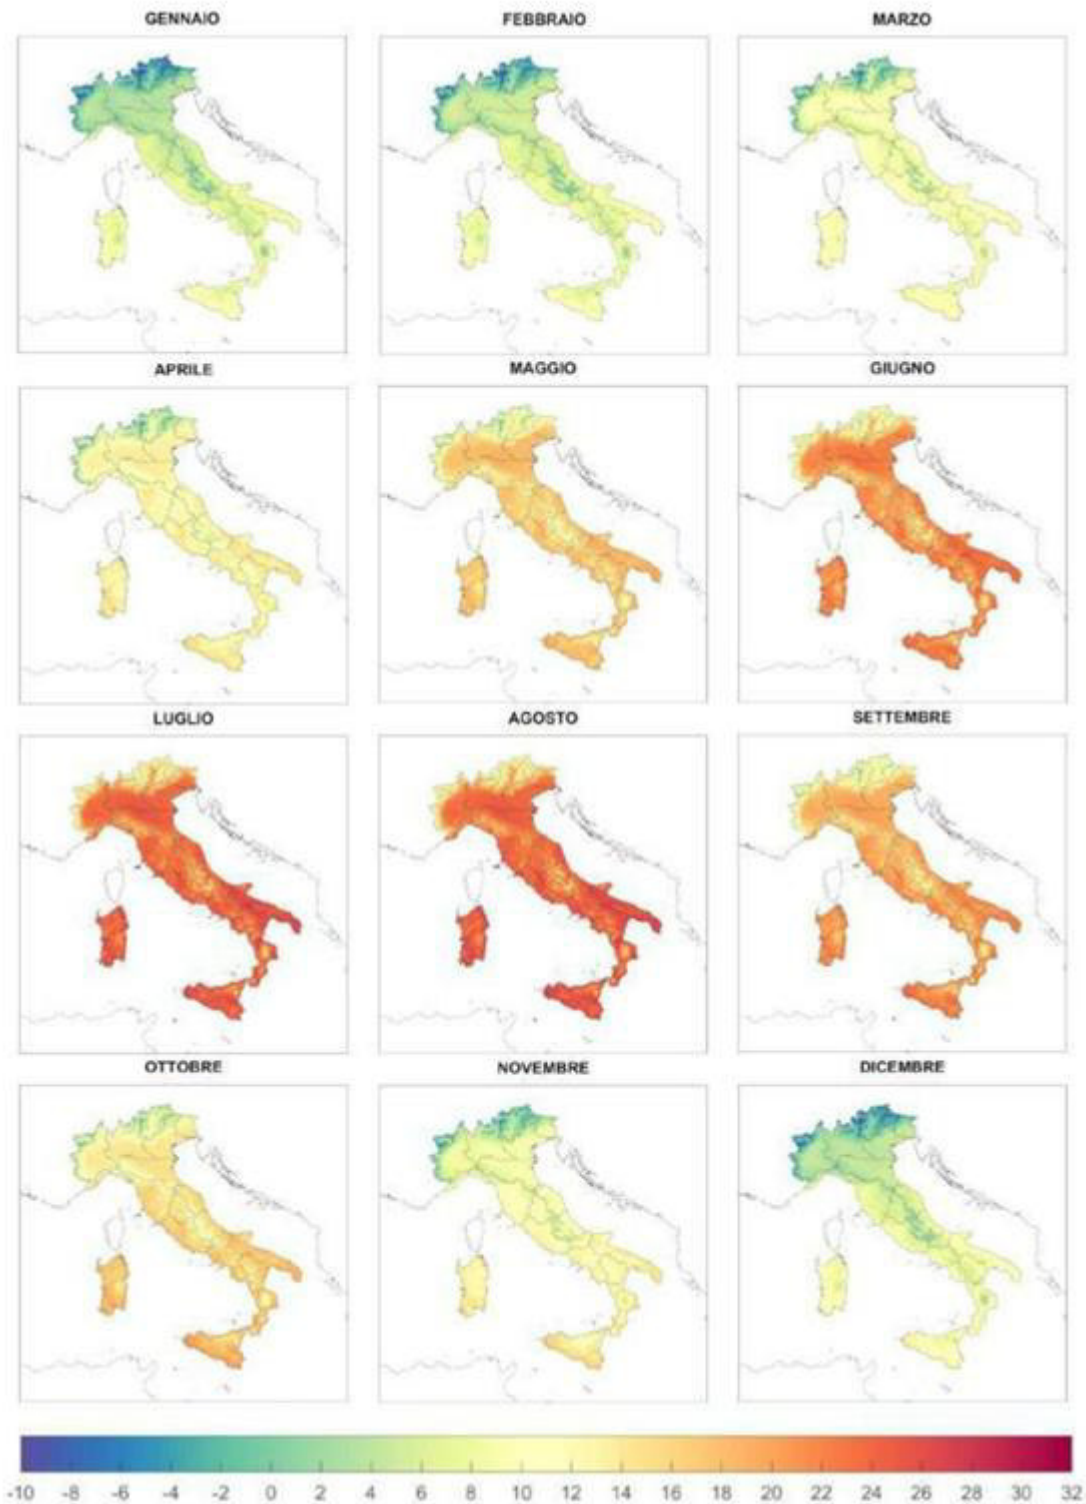 GENNAIO FEBBRAIO MARZO
APRILE MAGGIO GIUGNO
LUGLIO AGOSTO SETTEMBRE
OTTOBRE NOVEMBRE DICEMBRE
-10 -8 -6 -4 -2 0 2 4 6 8 10 12 14 16 18 20 22 24 26 28 30 32